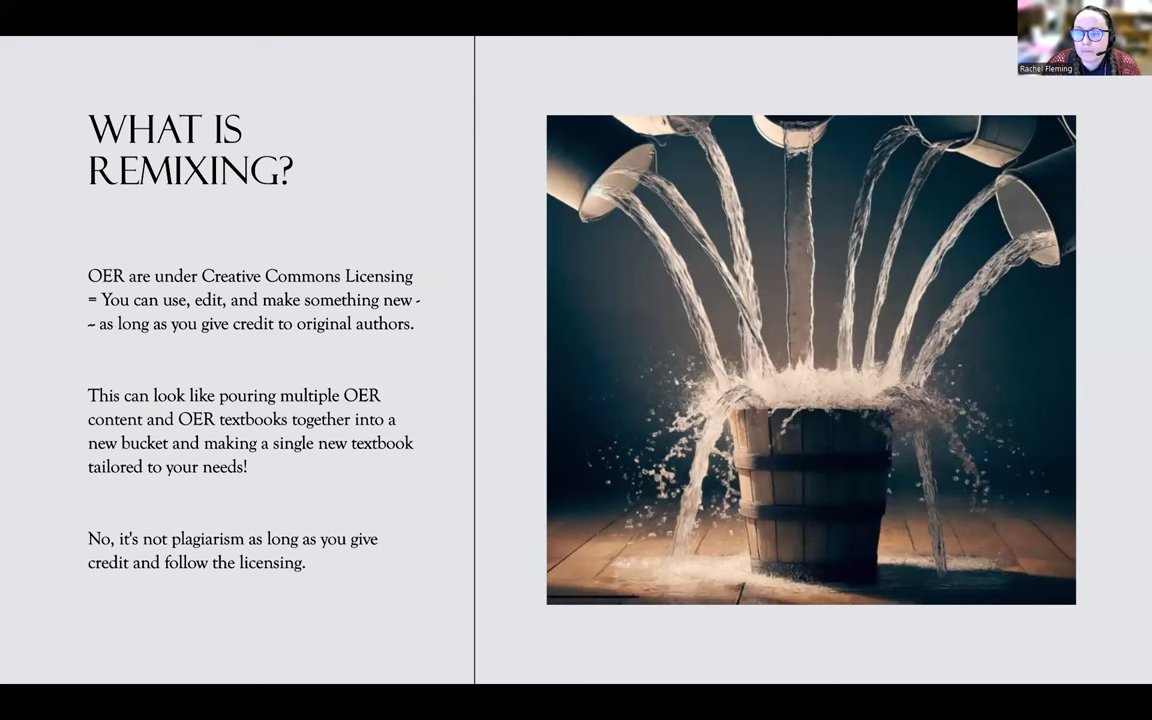 Rachel Fleming
WHAT IS
REMIXING?
OER are under Creative Commons Licensing
= You can use, edit, and make something new -
~ as long as you give credit to original authors.
This can look like pouring multiple OER
content and OER textbooks together into a
new bucket and making a single new textbook
tailored to your needs!
No, it's not plagiarism as long as you give
credit and follow the licensing.